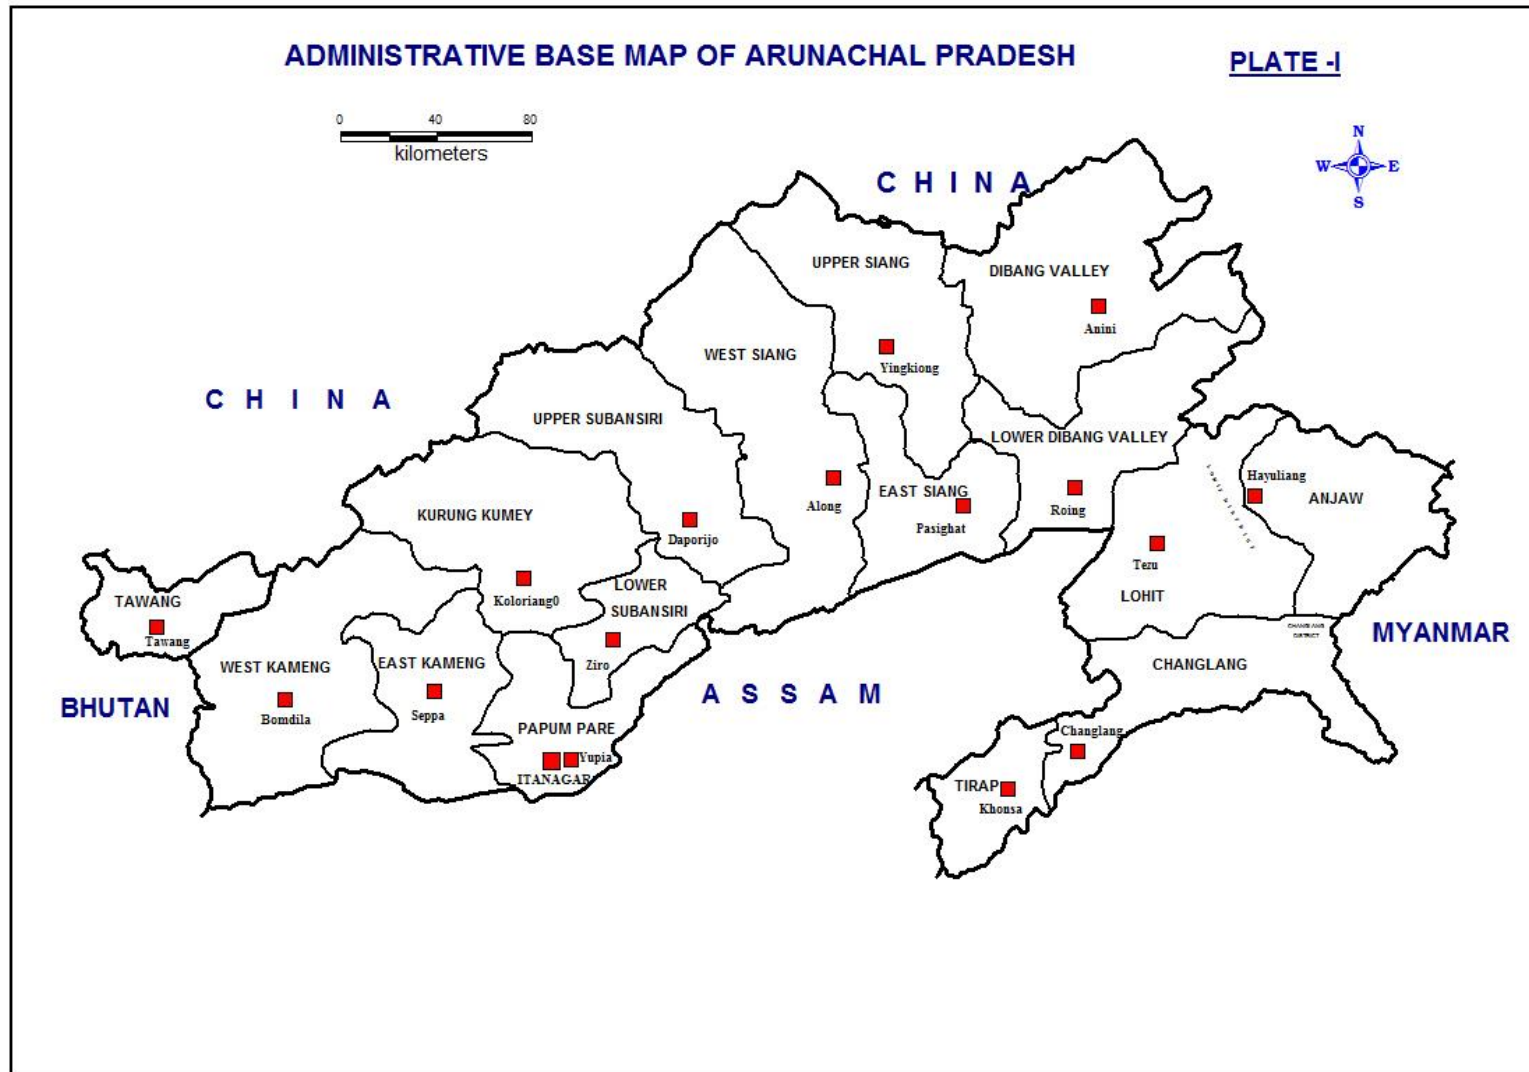 ADMINISTRATIVE BASE MAP OF ARUNACHAL PRADESH
PLATE -I
0 40 80
kilometers
N
W E
S
C H I N A
UPPER SIANG
DIBANG VALLEY
Anini
WEST SIANG
Yingkiong
C H I N A
UPPER SUBANSIRI
LOWER DIBANG VALLEY
Hayuliang
EAST SIANG
ANJAW
Along
Roing
KURUNG KUMEY
Pasighat
Daporijo
Tezu
LOWER
SUBANSIRI
LOHIT
TAWANG
Koloriang0
CHANGLANG
DISTRICT
MYANMAR
Tawang
Ziro
WEST KAMENG
EAST KAMENG
CHANGLANG
BHUTAN
A S S A M
Bomdila
Seppa
PAPUM PARE
Changlang
Yupia
ITANAGAR
TIRAP
Khonsa